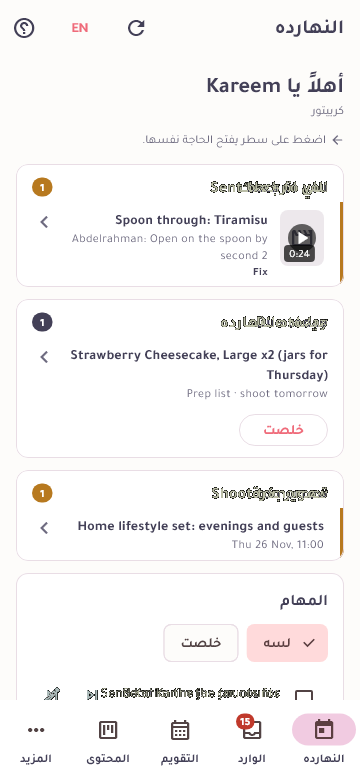 النهارده
EN
أهلاً يا Kareem
كرييتور
← اضغط على سطر يفتح الحاجة نفسها.
1
Spoon through: Tiramisu
Abdelrahman: Open on the spoon by
second 2
Fix
0:24
1
Strawberry Cheesecake, Large x2 (jars for
Thursday)
Prep list · shoot tomorrow
خلصت
1
Home lifestyle set: evenings and guests
Thu 26 Nov, 11:00
المهام
لسه
خلصت
15
النهارده
الوارد
التقويم
المحتوى
المزيد